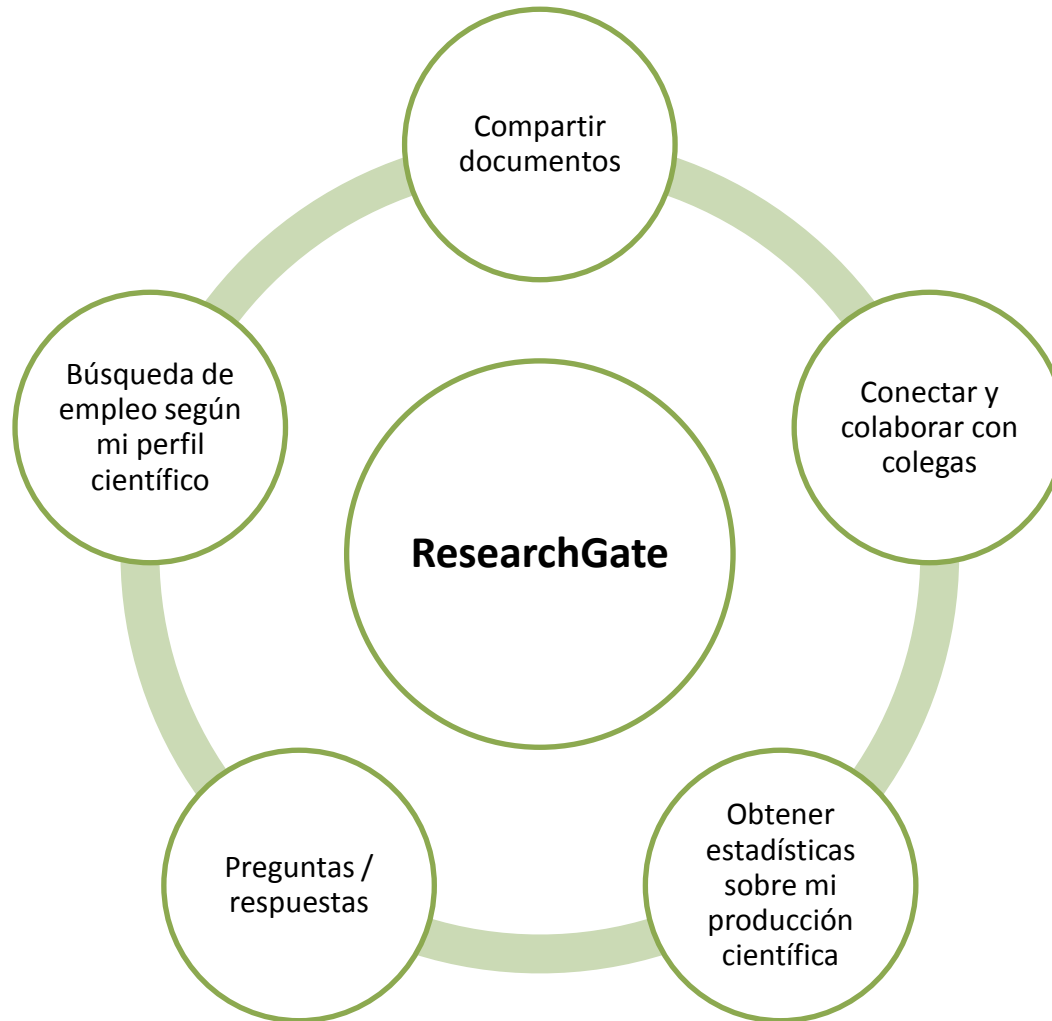 Compartir
documentos
Conectar y
colaborar con
colegas
Obtener
estadísticas
sobre mi
producción
científica
Preguntas /
respuestas
Búsqueda de
empleo según
mi perfil
científico
ResearchGate